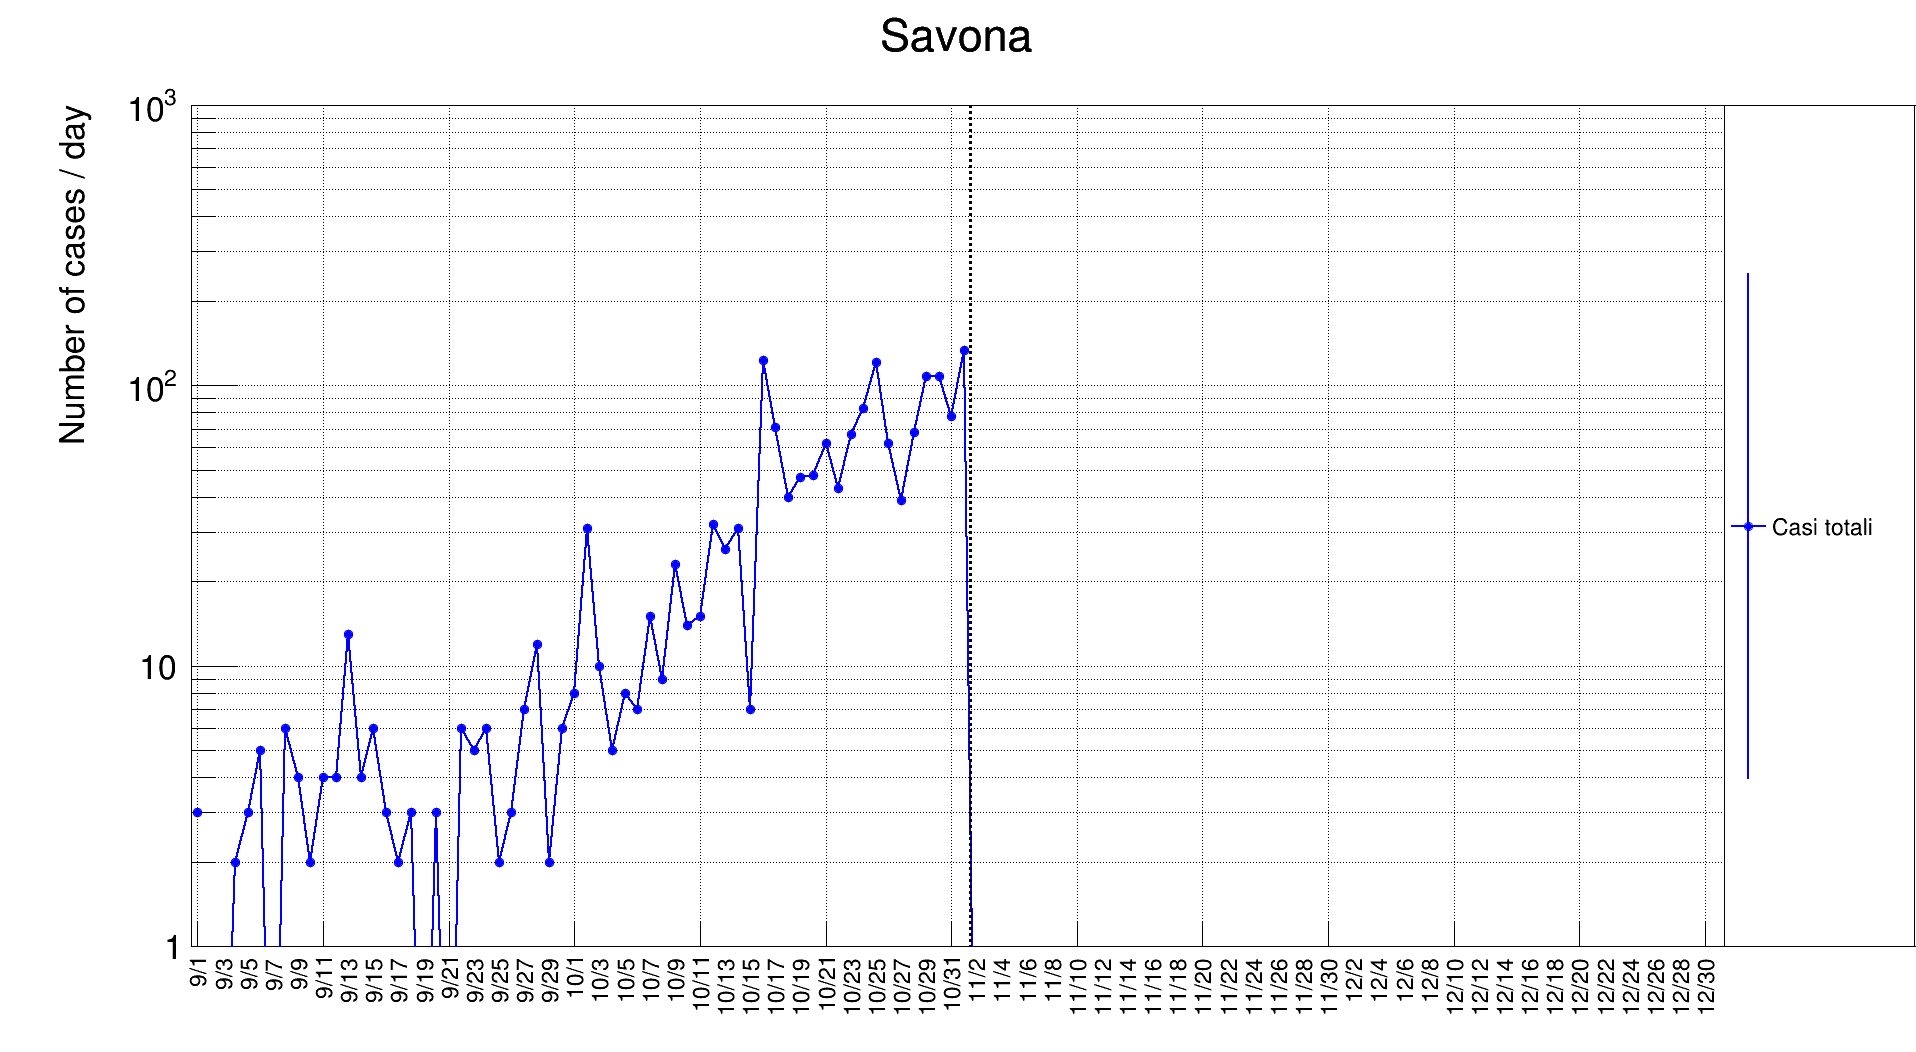 Savona
Number of cases / day
10³
10²
10
1
9/1 9/3 9/5 9/7 9/9 9/11 9/13 9/15 9/17 9/19 9/21 9/23 9/25 9/27 9/29 10/1 10/3 10/5 10/7 10/9 10/11 10/13 10/15 10/17 10/19 10/21 10/23 10/25 10/27 10/29 10/31 11/2 11/4 11/6 11/8 11/10 11/12 11/14 11/16 11/18 11/20 11/22 11/24 11/26 11/28 11/30 12/2 12/4 12/6 12/8 12/10 12/12 12/14 12/16 12/18 12/20 12/22 12/24 12/26 12/28 12/30
Casi totali